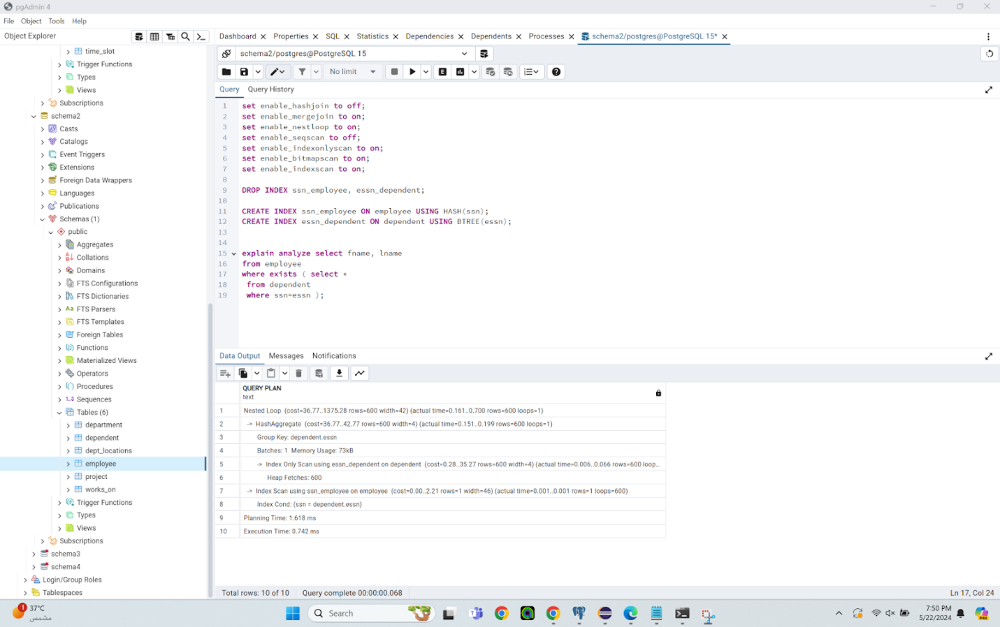 pgAdmin 4
File Object Tools Help
Object Explorer
Dashboard Properties SQL Statistics Dependencies Dependents Processes schema2/postgres@PostgreSQL 15*
schema2/postgres@PostgreSQL 15
No limit
Query Query History
time_slot
Trigger Functions
Types
Views
Subscriptions
schema2
Casts
Catalogs
Event Triggers
Extensions
Foreign Data Wrappers
Languages
Publications
Schemas (1)
public
Aggregates
Collations
Domains
FTS Configurations
FTS Dictionaries
Aa FTS Parsers
FTS Templates
Foreign Tables
Functions
Materialized Views
Operators
Procedures
1..3 Sequences
Tables (6)
department
dependent
dept_locations
employee
project
works_on
Trigger Functions
Types
Views
Subscriptions
schema3
schema4
Login/Group Roles
Tablespaces
1 set enable_hashjoin to off;
2 set enable_mergejoin to on;
3 set enable_nestloop to on;
4 set enable_seqscan to off;
5 set enable_indexonlyscan to on;
6 set enable_bitmapscan to on;
7 set enable_indexscan to on;
8
9 DROP INDEX ssn_employee, essn_dependent;
10
11 CREATE INDEX ssn_employee ON employee USING HASH(ssn);
12 CREATE INDEX essn_dependent ON dependent USING BTREE(essn);
13
14
15 explain analyze select fname, lname
16 from employee
17 where exists ( select *
18 from dependent
19 where ssn=essn );
Data Output Messages Notifications
QUERY PLAN
text
1 Nested Loop (cost=36.77..1375.28 rows=600 width=42) (actual time=0.161..0.700 rows=600 loops=1)
2 -> HashAggregate (cost=36.77..42.77 rows=600 width=4) (actual time=0.151..0.199 rows=600 loops=1)
3 Group Key: dependent.essn
4 Batches: 1 Memory Usage: 73kB
5 -> Index Only Scan using essn_dependent on dependent (cost=0.28..35.27 rows=600 width=4) (actual time=0.006..0.066 rows=600 loop...
6 Heap Fetches: 600
7 -> Index Scan using ssn_employee on employee (cost=0.00..2.21 rows=1 width=46) (actual time=0.001..0.001 rows=1 loops=600)
8 Index Cond: (ssn = dependent.essn)
9 Planning Time: 1.618 ms
10 Execution Time: 0.742 ms
Total rows: 10 of 10 Query complete 00:00:00.068 Ln 17, Col 24
1 37°C
مشمس
Search
7:50 PM
5/22/2024
PRE